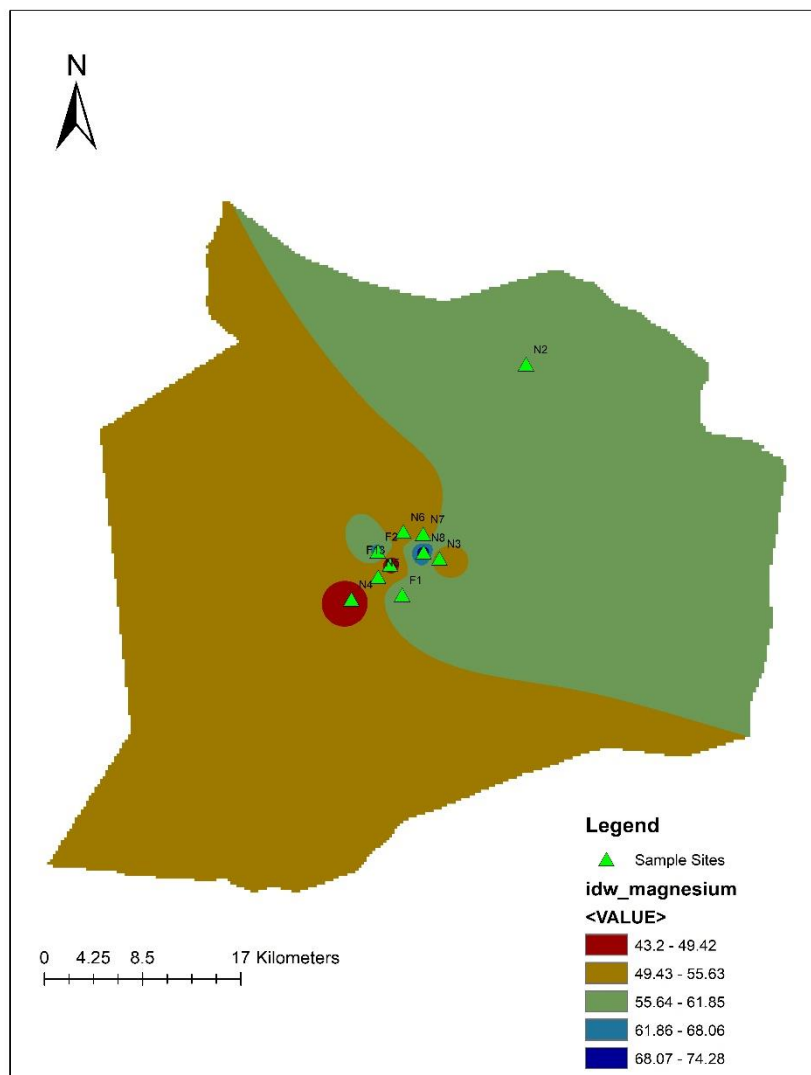 N
N2
N6
N7
F2
N8
F13
N3
N4
F1
Legend
Sample Sites
idw_magnesium
<VALUE>
43.2 - 49.42
49.43 - 55.63
55.64 - 61.85
61.86 - 68.06
68.07 - 74.28
0 4.25 8.5 17 Kilometers